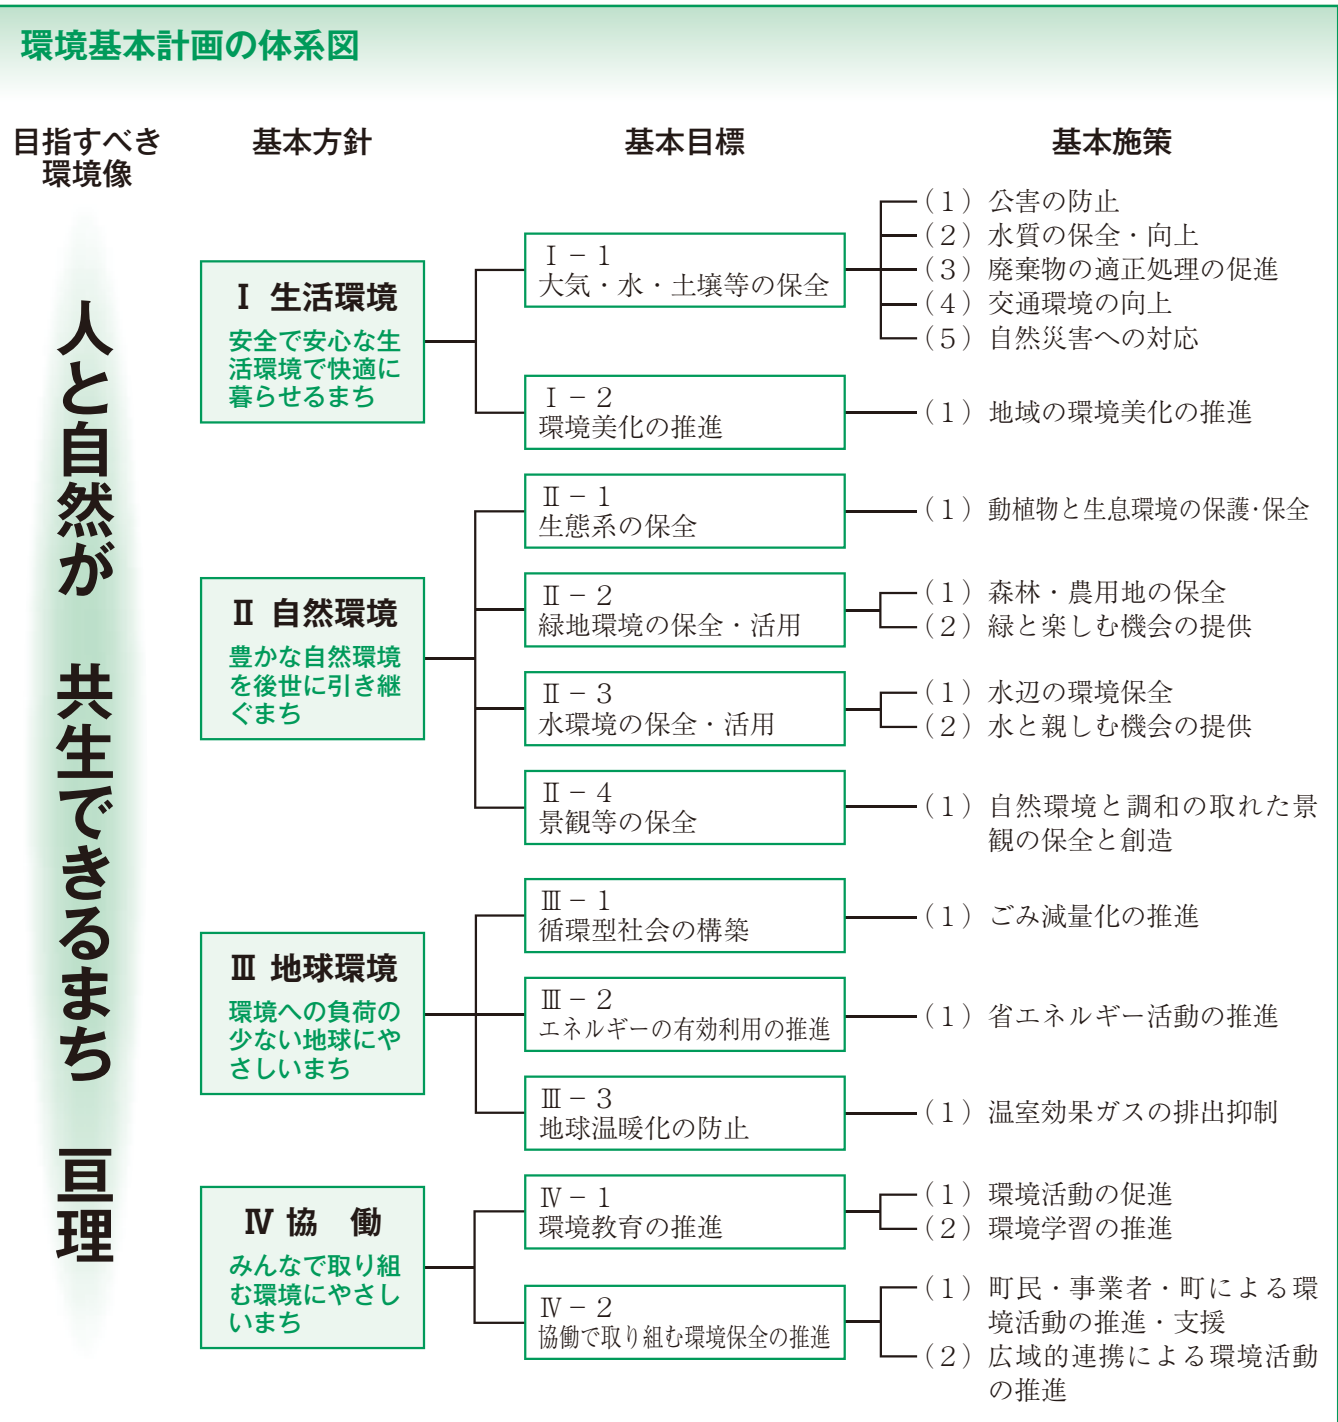 環境基本計画の体系図
目指すべき
環境像
基本方針
基本目標
基本施策
人と自然が　共生できるまち　亘理
Ⅰ 生活環境
安全で安心な生
活環境で快適に
暮らせるまち
Ⅰ－１
大気・水・土壌等の保全
（１）公害の防止
（２）水質の保全・向上
（３）廃棄物の適正処理の促進
（４）交通環境の向上
（５）自然災害への対応
Ⅰ－２
環境美化の推進
（１）地域の環境美化の推進
Ⅱ 自然環境
豊かな自然環境
を後世に引き継
ぐまち
Ⅱ－１
生態系の保全
（１）動植物と生息環境の保護･保全
Ⅱ－２
緑地環境の保全・活用
（１）森林・農用地の保全
（２）緑と楽しむ機会の提供
Ⅱ－３
水環境の保全・活用
（１）水辺の環境保全
（２）水と親しむ機会の提供
Ⅱ－４
景観等の保全
（１）自然環境と調和の取れた景
観の保全と創造
Ⅲ 地球環境
環境への負荷の
少ない地球にや
さしいまち
Ⅲ－１
循環型社会の構築
（１）ごみ減量化の推進
Ⅲ－２
エネルギーの有効利用の推進
（１）省エネルギー活動の推進
Ⅲ－３
地球温暖化の防止
（１）温室効果ガスの排出抑制
Ⅳ 協　働
みんなで取り組
む環境にやさし
いまち
Ⅳ－１
環境教育の推進
（１）環境活動の促進
（２）環境学習の推進
Ⅳ－２
協働で取り組む環境保全の推進
（１）町民・事業者・町による環
境活動の推進・支援
（２）広域的連携による環境活動
の推進